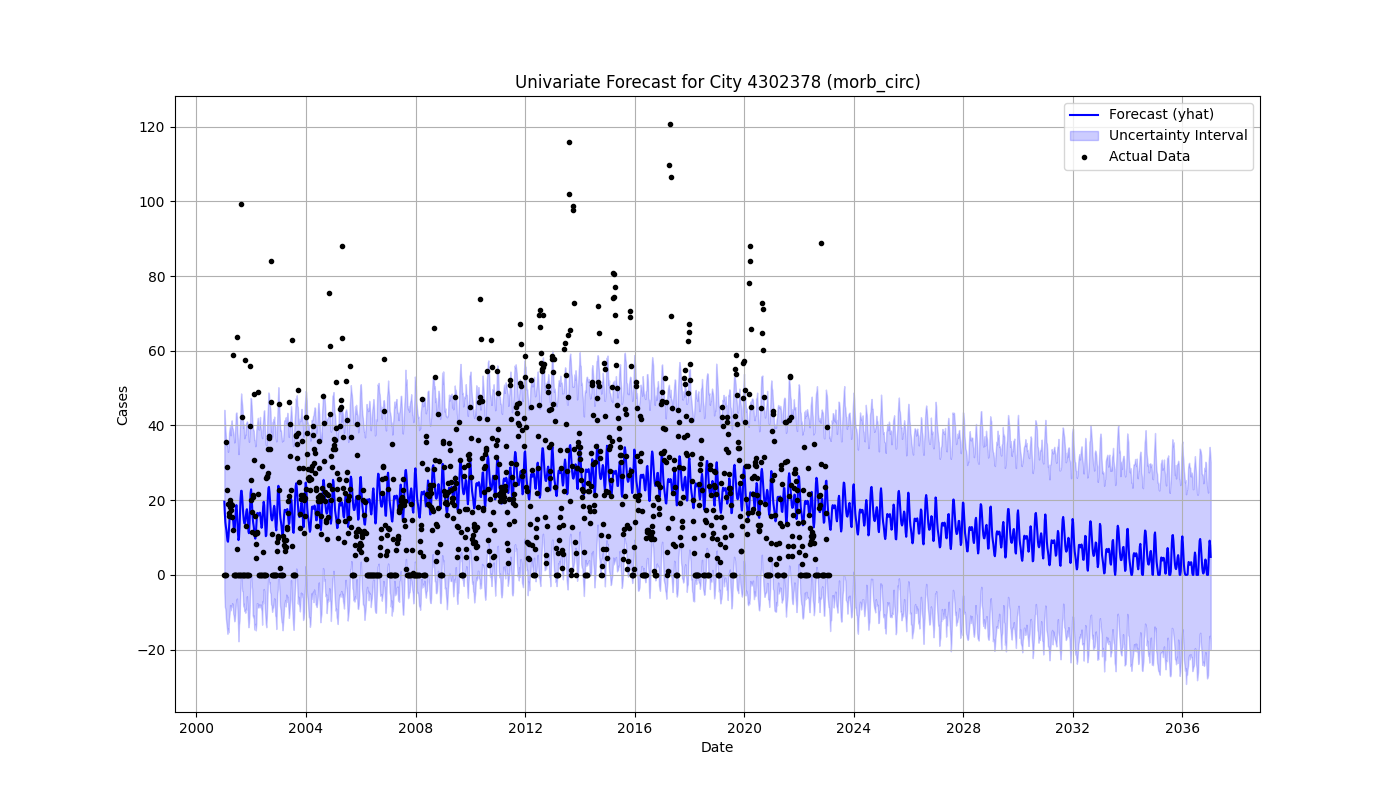 Univariate Forecast for City 4302378 (morb_circ)
Forecast (yhat)
Uncertainty Interval
Actual Data
120
100
80
60
40
20
0
−20
Cases
2000 2004 2008 2012 2016 2020 2024 2028 2032 2036
Date